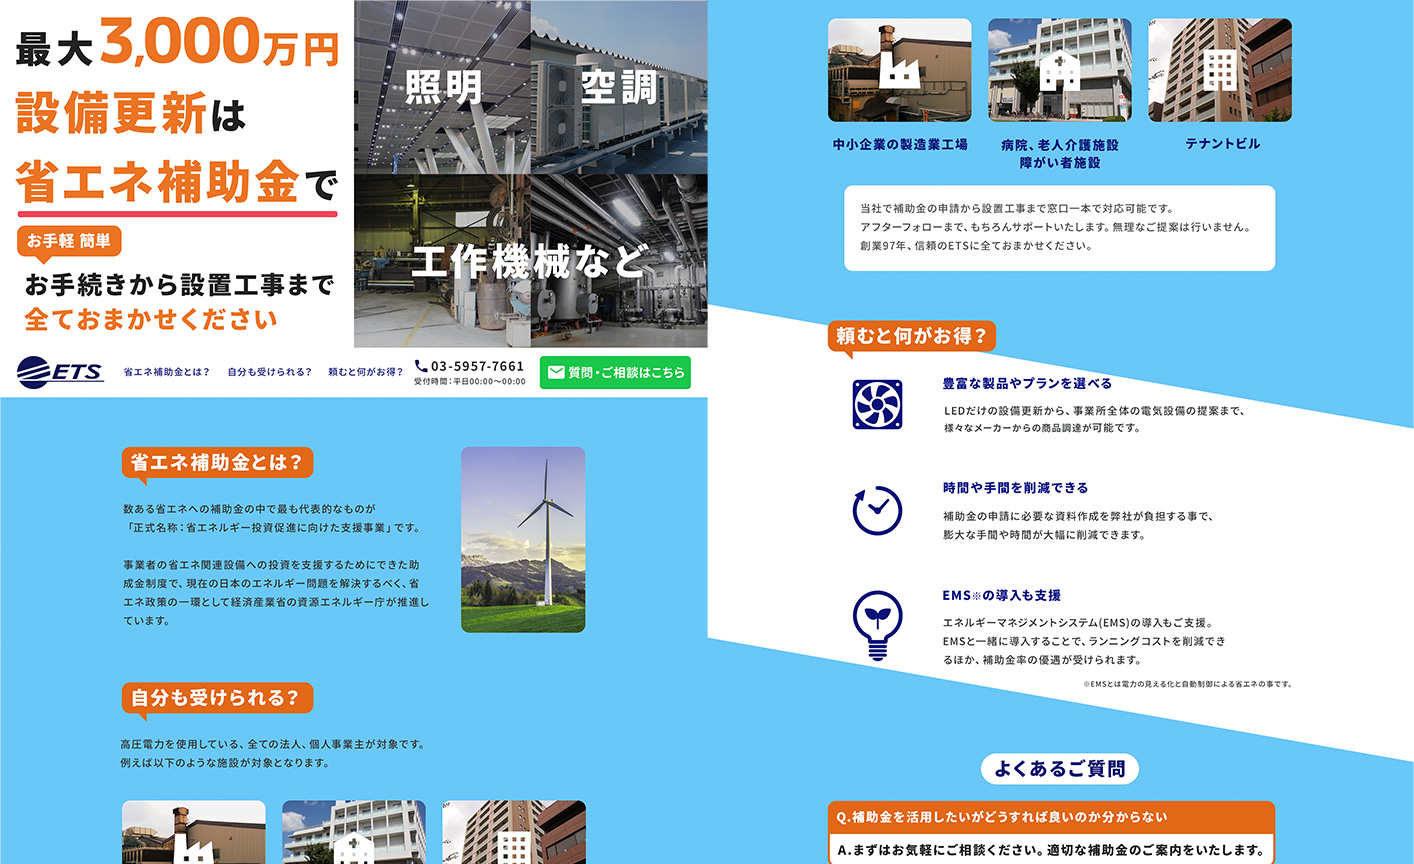 最大3,000万円
設備更新は
省エネ補助金で
お手軽 簡単
お手続きから設置工事まで
全ておまかせください
照明
空調
工作機械など
ETS
省エネ補助金とは？
自分も受けられる？
頼むと何がお得？
03-5957-7661
受付時間：平日00:00〜00:00
質問・ご相談はこちら
省エネ補助金とは？
数ある省エネへの補助金の中で最も代表的なものが
「正式名称：省エネルギー投資促進に向けた支援事業」です。
事業者の省エネ関連設備への投資を支援するためにできた助
成金制度で、現在の日本のエネルギー問題を解決するべく、省
エネ政策の一環として経済産業省の資源エネルギー庁が推進し
ています。
自分も受けられる？
高圧電力を使用している、全ての法人、個人事業主が対象です。
例えば以下のような施設が対象となります。
中小企業の製造業工場
病院、老人介護施設
障がい者施設
テナントビル
当社で補助金の申請から設置工事まで窓口一本で対応可能です。
アフターフォローまで、もちろんサポートいたします。無理なご提案は行いません。
創業97年、信頼のETSに全ておまかせください。
頼むと何がお得？
豊富な製品やプランを選べる
LEDだけの設備更新から、事業所全体の電気設備の提案まで、
様々なメーカーからの商品調達が可能です。
時間や手間を削減できる
補助金の申請に必要な資料作成を弊社が負担する事で、
膨大な手間や時間が大幅に削減できます。
EMS※の導入も支援
エネルギーマネジメントシステム(EMS)の導入もご支援。
EMSと一緒に導入することで、ランニングコストを削減でき
るほか、補助金率の優遇が受けられます。
※EMSとは電力の見える化と自動制御による省エネの事です。
よくあるご質問
Q.補助金を活用したいがどうすれば良いのか分からない
A.まずはお気軽にご相談ください。適切な補助金のご案内をいたします。